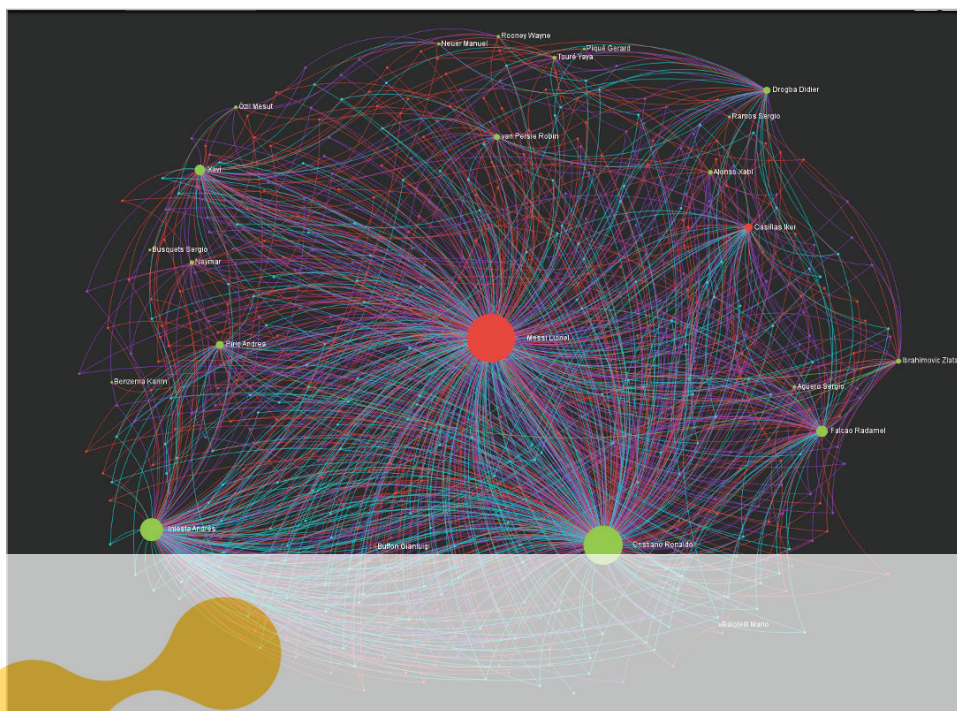 Rooney Wayne
Neuer Manuel
Piqué Gerard
Touré Yaya
Drogba Didier
Özil Mesut
Ramos Sergio
van Persie Robin
Xavi
Alonso Xabi
Casillas Iker
Busquets Sergio
Neymar
Messi Lionel
Pirlo Andrea
Ibrahimovic Zlata
Benzema Karim
Aguero Sergio
Falcao Radamel
Iniesta Andrés
Buffon Gianluigi
Cristiano Ronaldo
Balotelli Mario